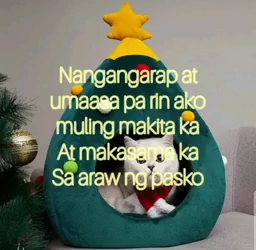 Nangangarap at
umaasa pa rin ako
muling makita ka
At makasama ka
Sa araw ng pasko